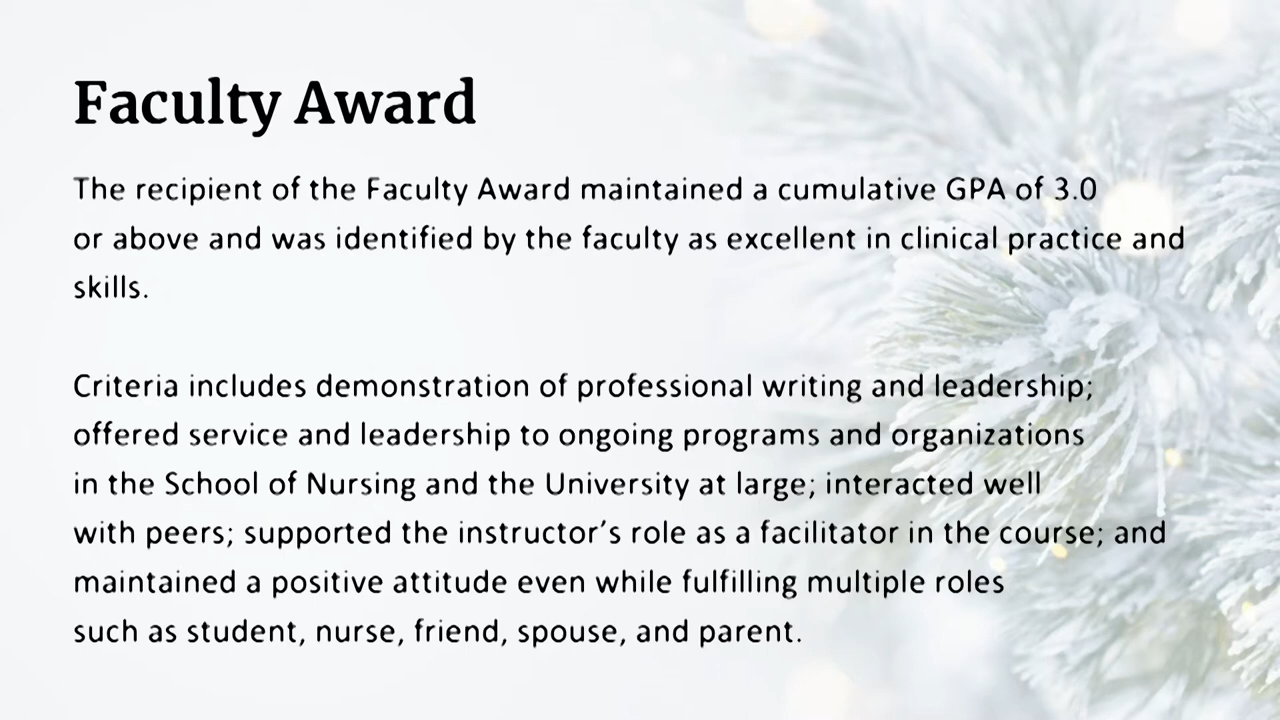 Faculty Award
The recipient of the Faculty Award maintained a cumulative GPA of 3.0
or above and was identified by the faculty as excellent in clinical practice and
skills.
Criteria includes demonstration of professional writing and leadership;
offered service and leadership to ongoing programs and organizations
in the School of Nursing and the University at large; interacted well
with peers; supported the instructor’s role as a facilitator in the course; and
maintained a positive attitude even while fulfilling multiple roles
such as student, nurse, friend, spouse, and parent.